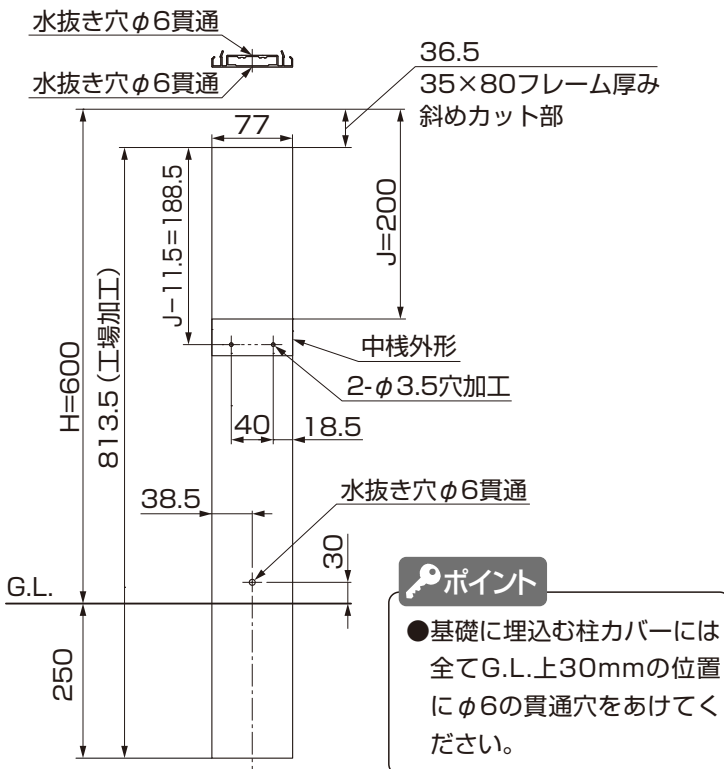 水抜き穴φ6貫通
水抜き穴φ6貫通
36.5
35×80フレーム厚み
斜めカット部
77
J-11.5=188.5
J=200
H=600
813.5(工場加工)
中桟外形
2-φ3.5穴加工
40
18.5
38.5
水抜き穴φ6貫通
30
G.L.
250
ポイント
●基礎に埋込む柱カバーには
全てG.L.上30mmの位置
にφ6の貫通穴をあけてく
ださい。